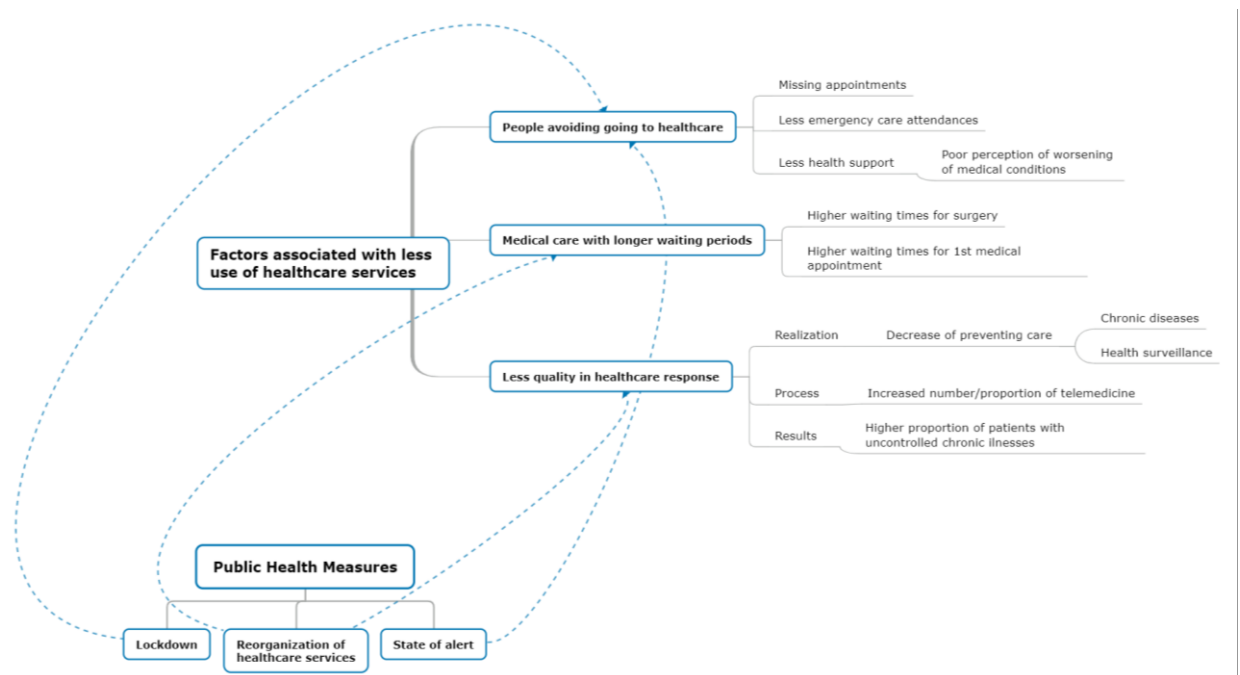 Missing appointments
People avoiding going to healthcare
Less emergency care attendances
Less health support
Poor perception of worsening
of medical conditions
Factors associated with less
use of healthcare services
Medical care with longer waiting periods
Higher waiting times for surgery
Higher waiting times for 1st medical
appointment
Less quality in healthcare response
Realization
Decrease of preventing care
Chronic diseases
Health surveillance
Process
Increased number/proportion of telemedicine
Results
Higher proportion of patients with
uncontrolled chronic ilnesses
Public Health Measures
Lockdown
Reorganization of
healthcare services
State of alert